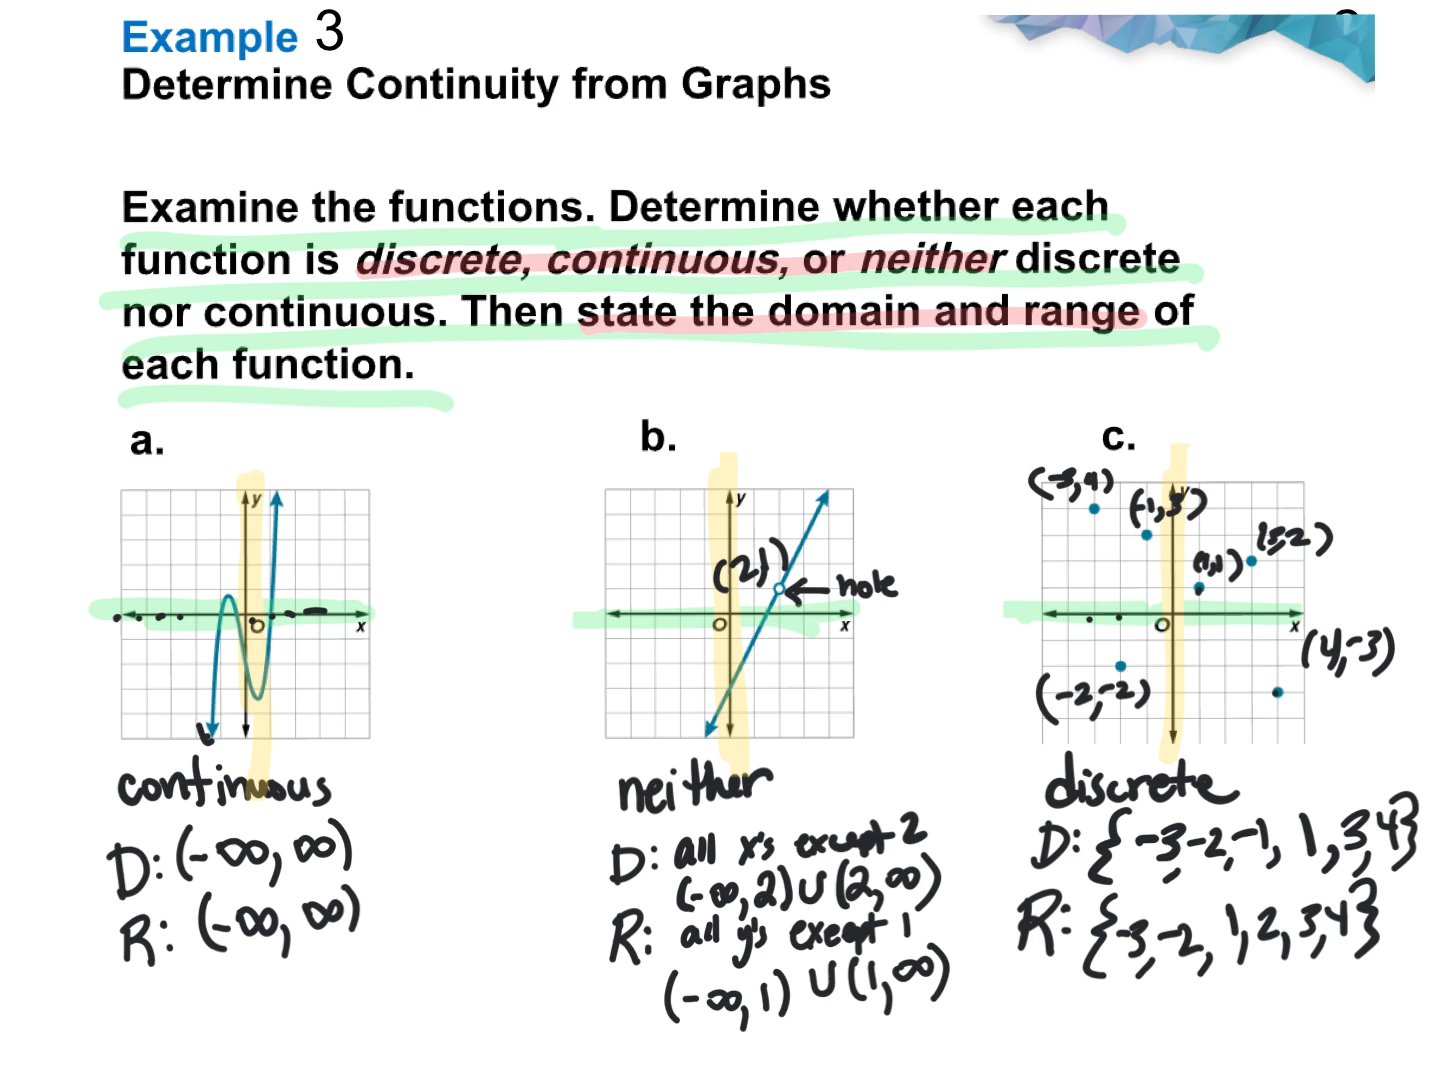 Example 3
Determine Continuity from Graphs
Examine the functions. Determine whether each
function is discrete, continuous, or neither discrete
nor continuous. Then state the domain and range of
each function.
a.
y
O
x
continuous
D: (-∞, ∞)
R: (-∞, ∞)
b.
y
(2,1)
← hole
O
x
neither
D: all x's except 2
(-∞, 2) U (2, ∞)
R: all y's except 1
(-∞, 1) U (1, ∞)
c.
y
(-3,4)
(-1,3)
(3,2)
(1,1)
O
x
(4,-3)
(-2,-2)
discrete
D: {-3,-2,-1, 1, 3,4}
R: {-3,-2, 1, 2, 3,4}